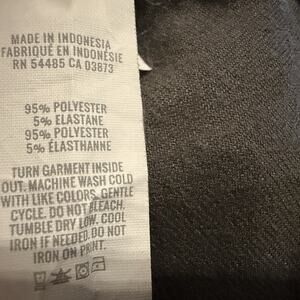 MADE IN INDONESIA
FABRIQUÉ EN INDONÉSIE
RN 54485 CA 03873
95% POLYESTER
5% ELASTANE
95% POLYESTER
5% ÉLASTHANNE
TURN GARMENT INSIDE
OUT. MACHINE WASH COLD
WITH LIKE COLORS, GENTLE
CYCLE. DO NOT BLEACH.
TUMBLE DRY LOW. COOL
IRON IF NEEDED. DO NOT
IRON ON PRINT.